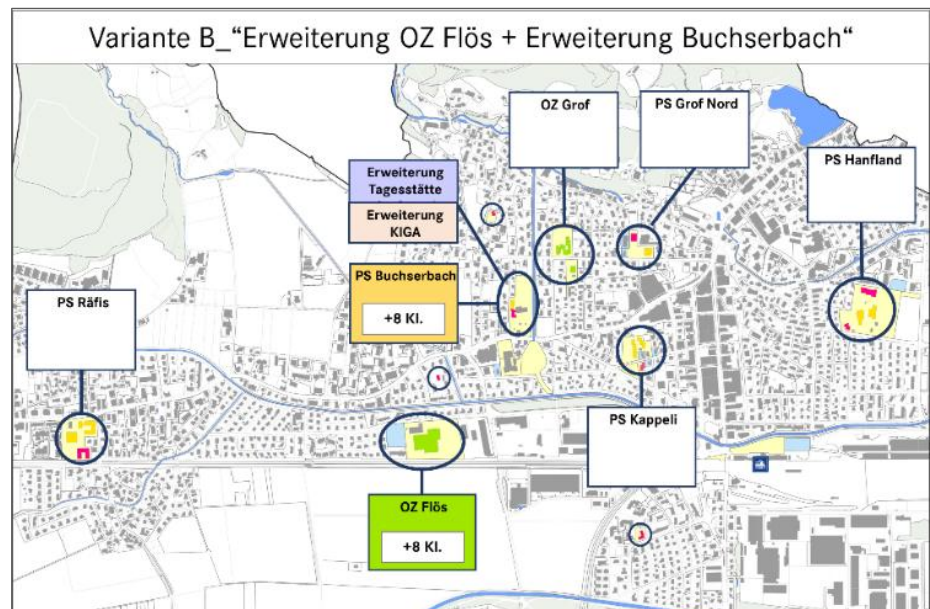 Variante B_“Erweiterung OZ Flös + Erweiterung Buchserbach“
OZ Grof
PS Grof Nord
PS Hanfland
Erweiterung
Tagesstätte
Erweiterung
KIGA
PS Buchserbach
+8 Kl.
PS Räfis
PS Kappeli
OZ Flös
+8 Kl.